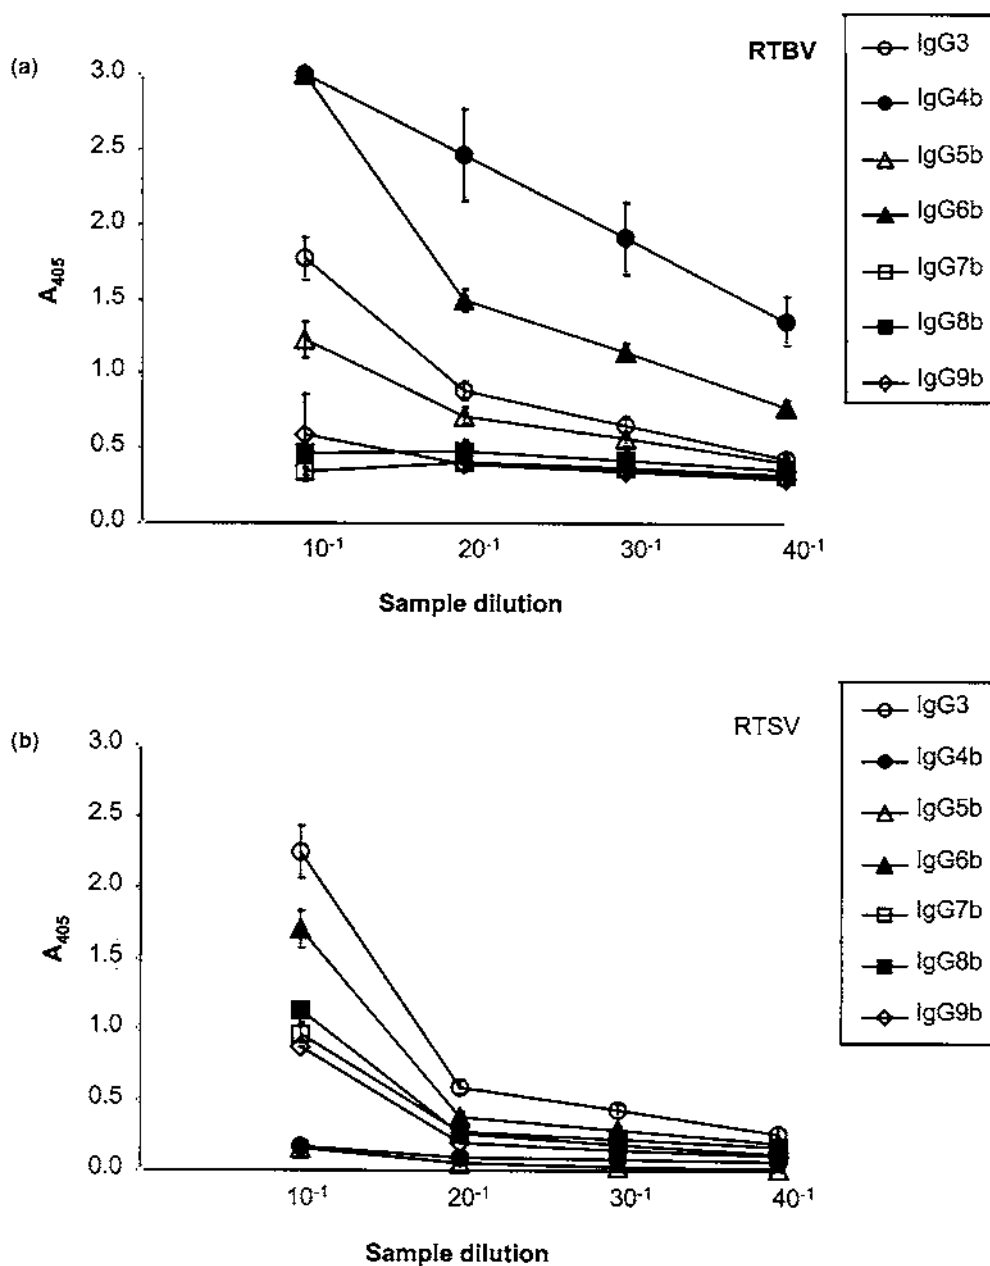 (a)
RTBV
3.0
2.5
2.0
1.5
1.0
0.5
0.0
A405
10-1
20-1
30-1
40-1
Sample dilution
IgG3
IgG4b
IgG5b
IgG6b
IgG7b
IgG8b
IgG9b
(b)
RTSV
3.0
2.5
2.0
1.5
1.0
0.5
0.0
A405
10-1
20-1
30-1
40-1
Sample dilution
IgG3
IgG4b
IgG5b
IgG6b
IgG7b
IgG8b
IgG9b